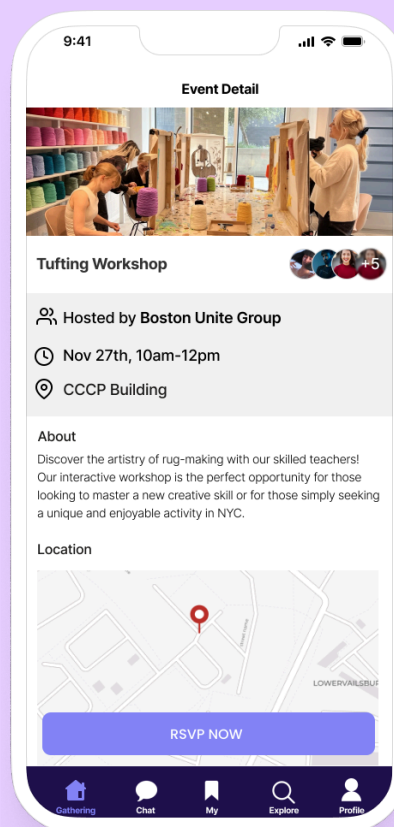 9:41
Event Detail
Tufting Workshop
+5
Hosted by Boston Unite Group
Nov 27th, 10am-12pm
CCCP Building
About
Discover the artistry of rug-making with our skilled teachers!
Our interactive workshop is the perfect opportunity for those
looking to master a new creative skill or for those simply seeking
a unique and enjoyable activity in NYC.
Location
LOWERVAILSBUR
RSVP NOW
Gathering Chat My Explore Profile